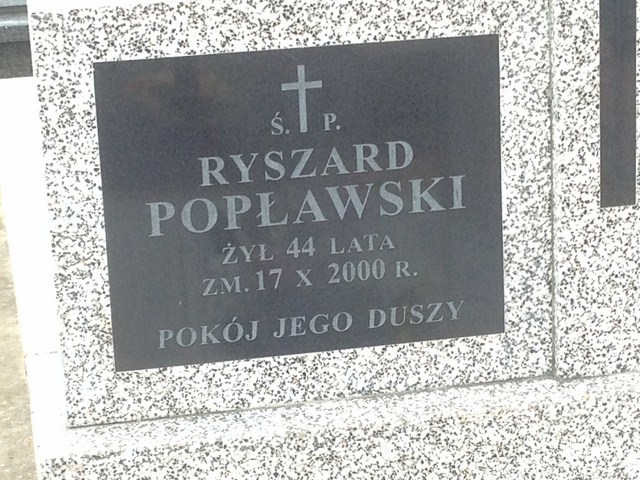 Ś. P.
RYSZARD
POPŁAWSKI
ŻYŁ 44 LATA
ZM. 17 X 2000 R.
POKÓJ JEGO DUSZY